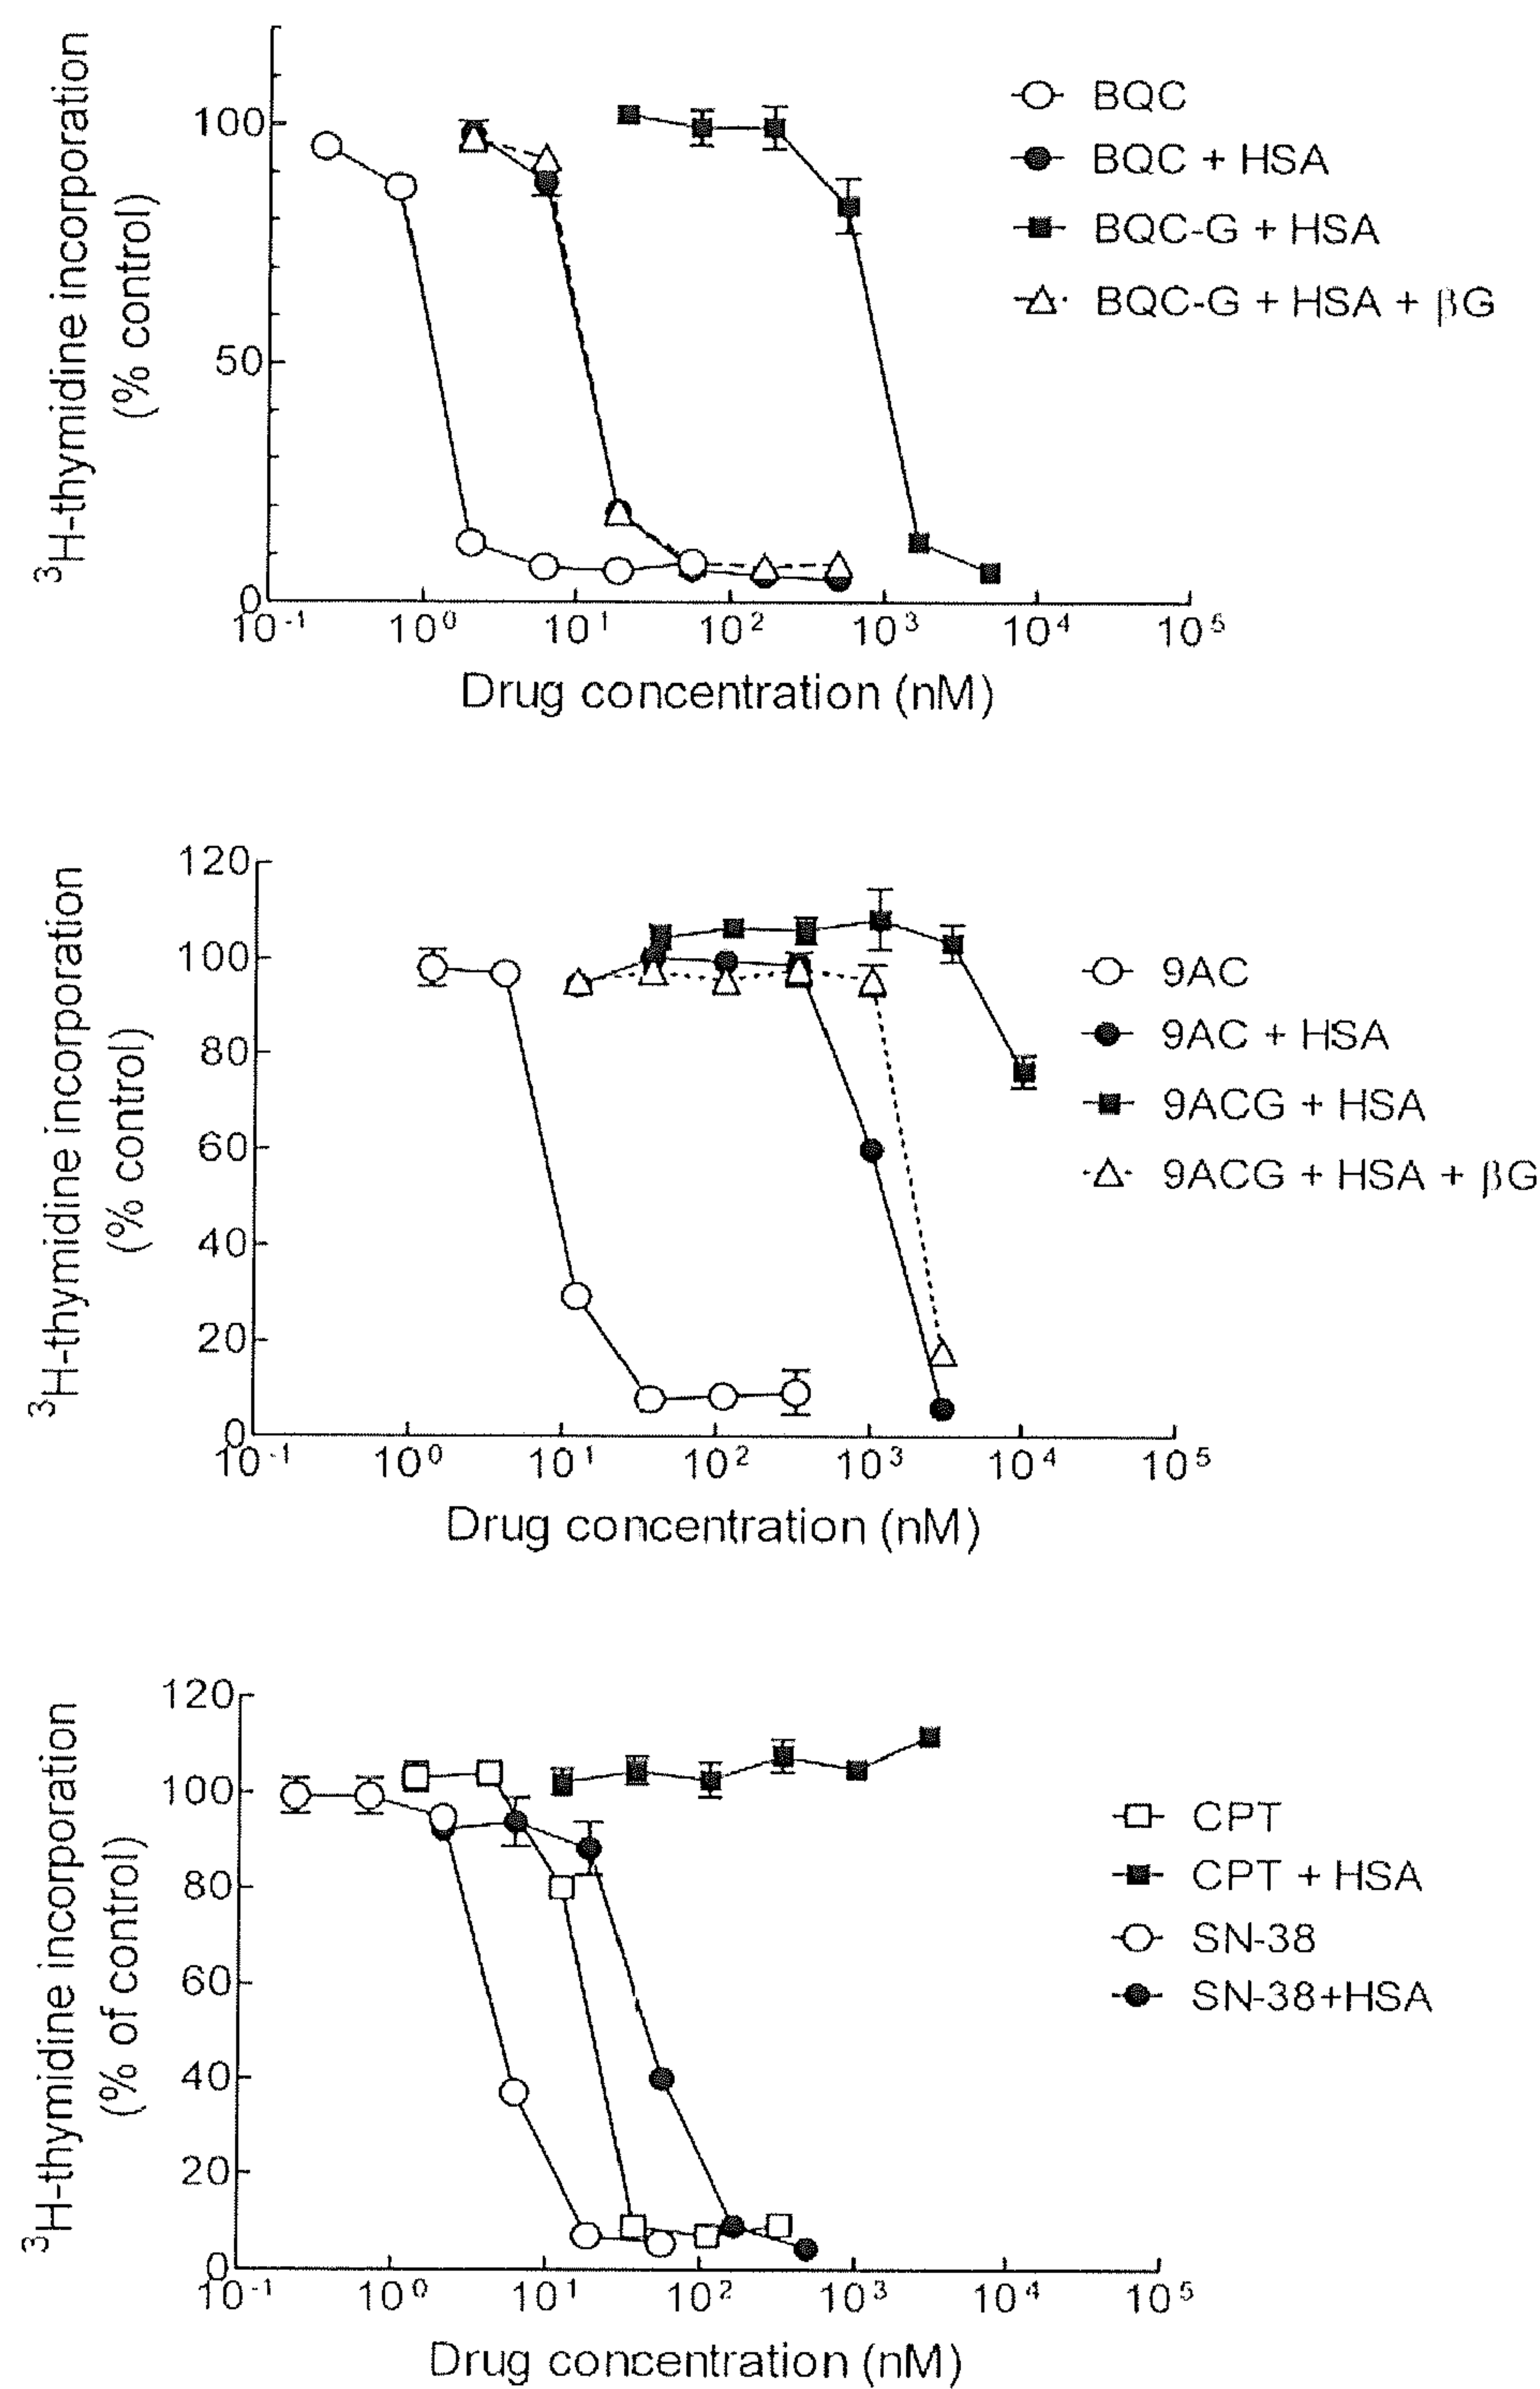 ³H-thymidine incorporation
(% control)
100
50
0
10⁻¹ 10⁰ 10¹ 10² 10³ 10⁴ 10⁵
Drug concentration (nM)
BQC
BQC + HSA
BQC-G + HSA
BQC-G + HSA + βG
³H-thymidine incorporation
(% control)
120
100
80
60
40
20
0
10⁻¹ 10⁰ 10¹ 10² 10³ 10⁴ 10⁵
Drug concentration (nM)
9AC
9AC + HSA
9ACG + HSA
9ACG + HSA + βG
³H-thymidine incorporation
(% of control)
120
100
80
60
40
20
0
10⁻¹ 10⁰ 10¹ 10² 10³ 10⁴ 10⁵
Drug concentration (nM)
CPT
CPT + HSA
SN-38
SN-38+HSA